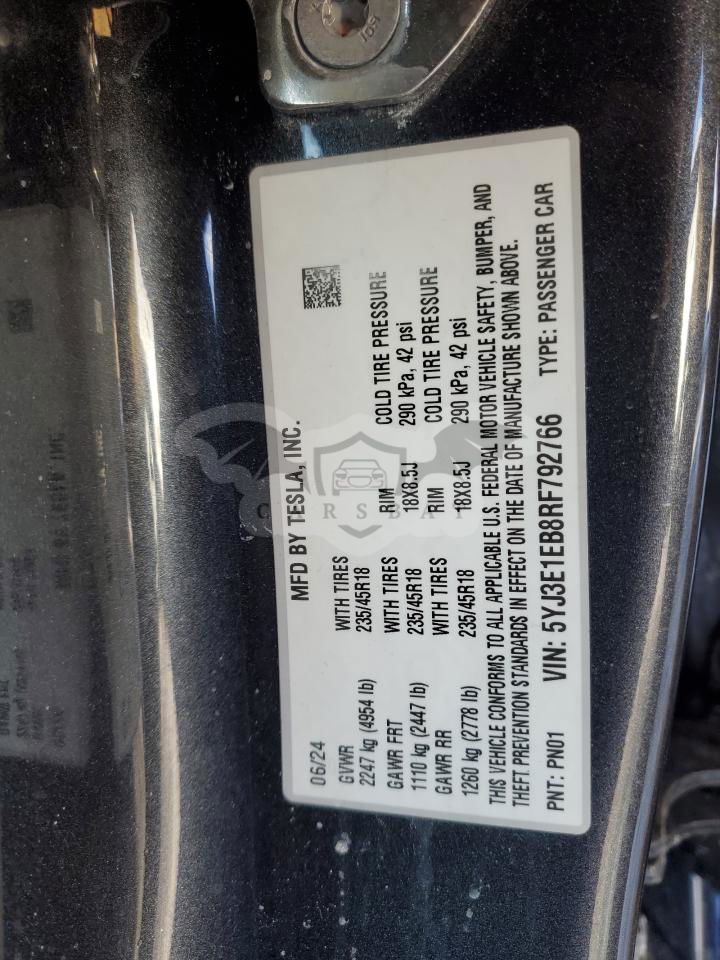 06/24 MFD BY TESLA, INC.
GVWR WITH TIRES RIM COLD TIRE PRESSURE
2247 kg (4954 lb) 235/45R18
GAWR FRT WITH TIRES RIM COLD TIRE PRESSURE
1110 kg (2447 lb) 235/45R18 18X8.5J 290 kPa, 42 psi
GAWR RR WITH TIRES RIM COLD TIRE PRESSURE
1260 kg (2778 lb) 235/45R18 18X8.5J 290 kPa, 42 psi
THIS VEHICLE CONFORMS TO ALL APPLICABLE U.S. FEDERAL MOTOR VEHICLE SAFETY, BUMPER, AND
THEFT PREVENTION STANDARDS IN EFFECT ON THE DATE OF MANUFACTURE SHOWN ABOVE.
PNT: PN01 VIN: 5YJ3E1EB8RF792766 TYPE: PASSENGER CAR